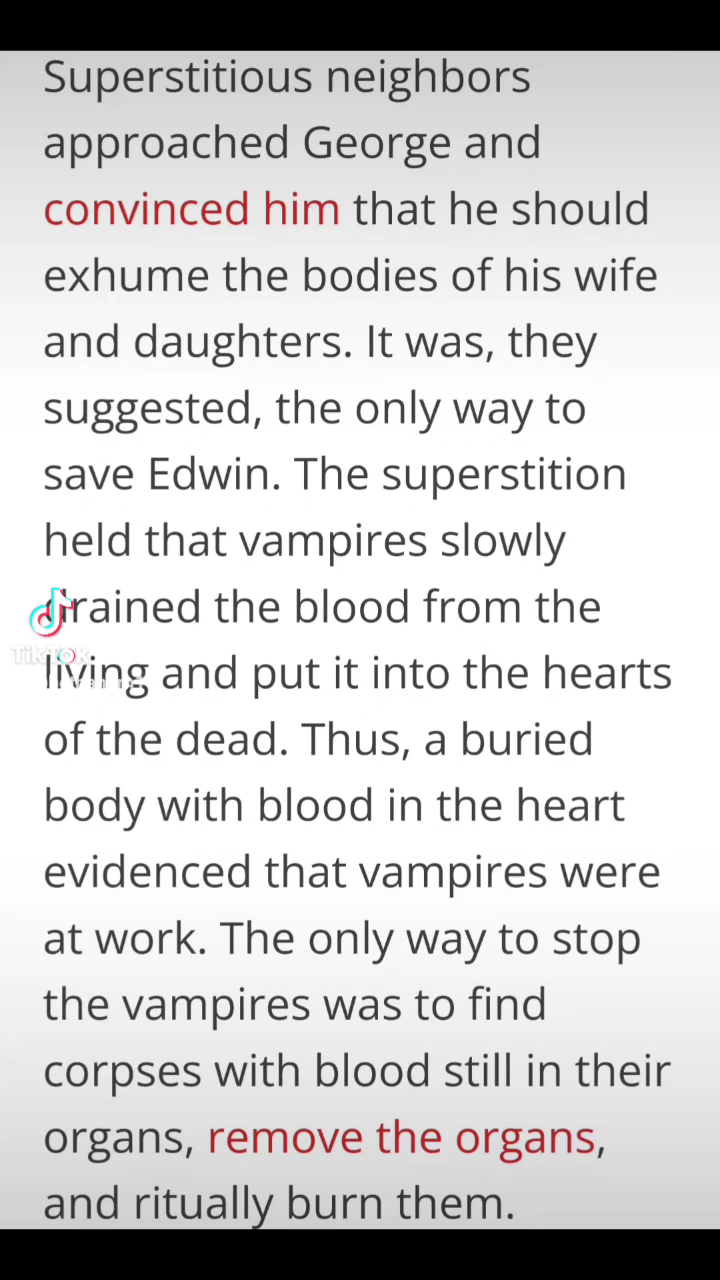 Superstitious neighbors
approached George and
convinced him that he should
exhume the bodies of his wife
and daughters. It was, they
suggested, the only way to
save Edwin. The superstition
held that vampires slowly
drained the blood from the
living and put it into the hearts
of the dead. Thus, a buried
body with blood in the heart
evidenced that vampires were
at work. The only way to stop
the vampires was to find
corpses with blood still in their
organs, remove the organs,
and ritually burn them.
TikTok